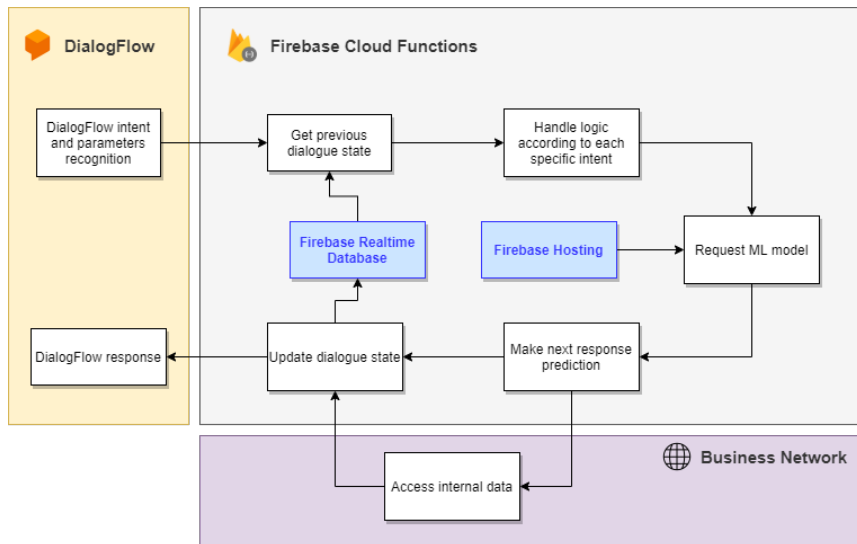 DialogFlow
Firebase Cloud Functions
DialogFlow intent
and parameters
recognition
Get previous
dialogue state
Handle logic
according to each
specific intent
Firebase Realtime
Database
Firebase Hosting
Request ML model
DialogFlow response
Update dialogue state
Make next response
prediction
Business Network
Access internal data